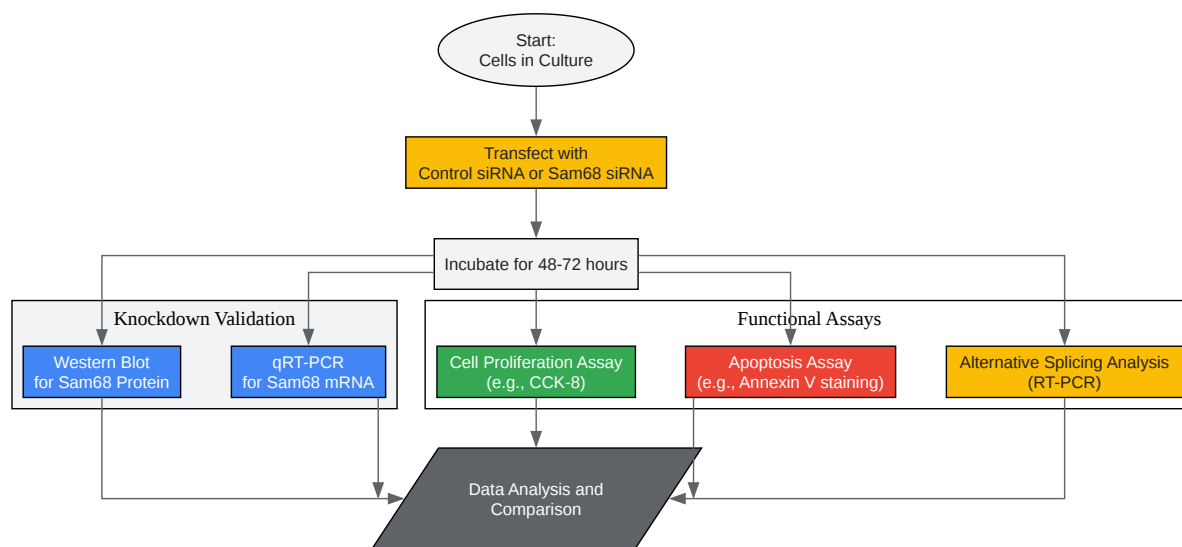 Start:
Cells in Culture
Transfect with
Control siRNA or Sam68 siRNA
Incubate for 48-72 hours
Knockdown Validation
Functional Assays
Western Blot
for Sam68 Protein
qRT-PCR
for Sam68 mRNA
Cell Proliferation Assay
(e.g., CCK-8)
Apoptosis Assay
(e.g., Annexin V staining)
Alternative Splicing Analysis
(RT-PCR)
Data Analysis and
Comparison